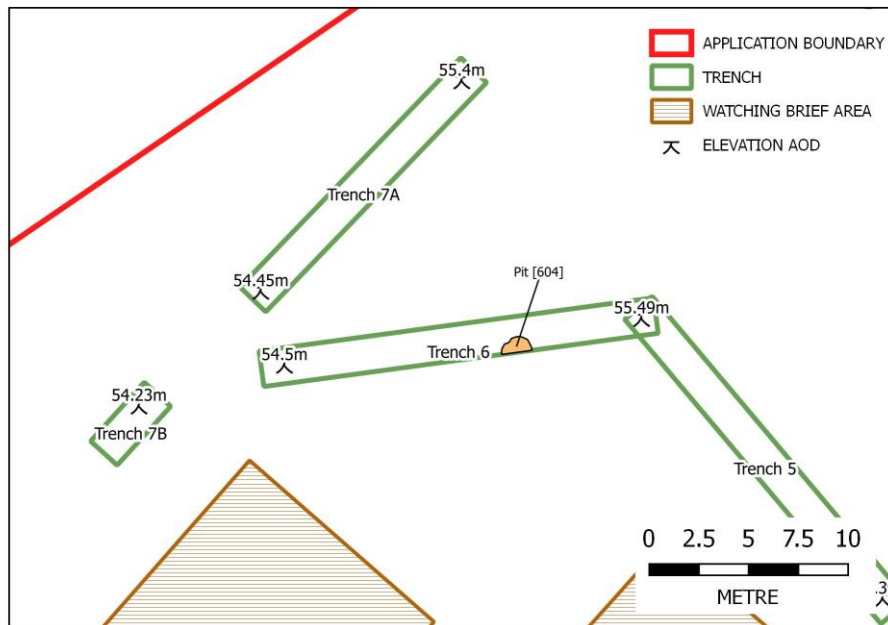 55.4m
APPLICATION BOUNDARY
TRENCH
WATCHING BRIEF AREA
ELEVATION AOD
Trench 7A
54.45m
Pit [604]
55.49m
54.5m
Trench 6
54.23m
Trench 7B
Trench 5
0 2.5 5 7.5 10
METRE